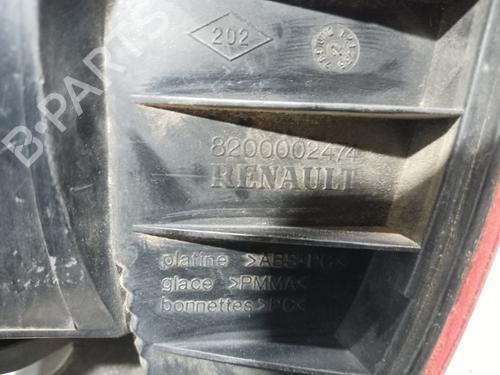 202
B-PARTS
8200002474
RENAULT
platine >ABS-PC<
glace >PMMA<
bonnettes >PC<